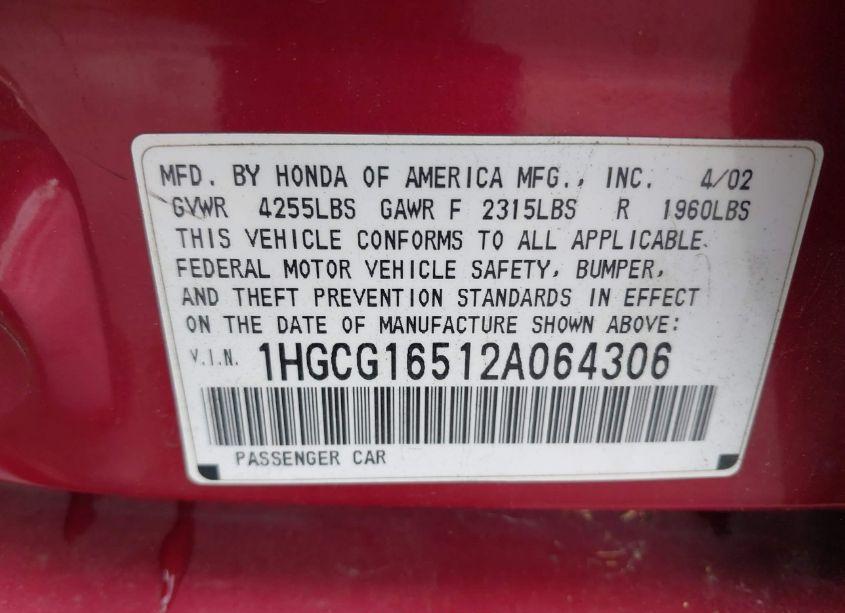 MFD. BY HONDA OF AMERICA MFG., INC. 4/02
GVWR 4255LBS GAWR F 2315LBS R 1960LBS
THIS VEHICLE CONFORMS TO ALL APPLICABLE
FEDERAL MOTOR VEHICLE SAFETY, BUMPER,
AND THEFT PREVENTION STANDARDS IN EFFECT
ON THE DATE OF MANUFACTURE SHOWN ABOVE:
V.I.N. 1HGCG16512A064306
PASSENGER CAR